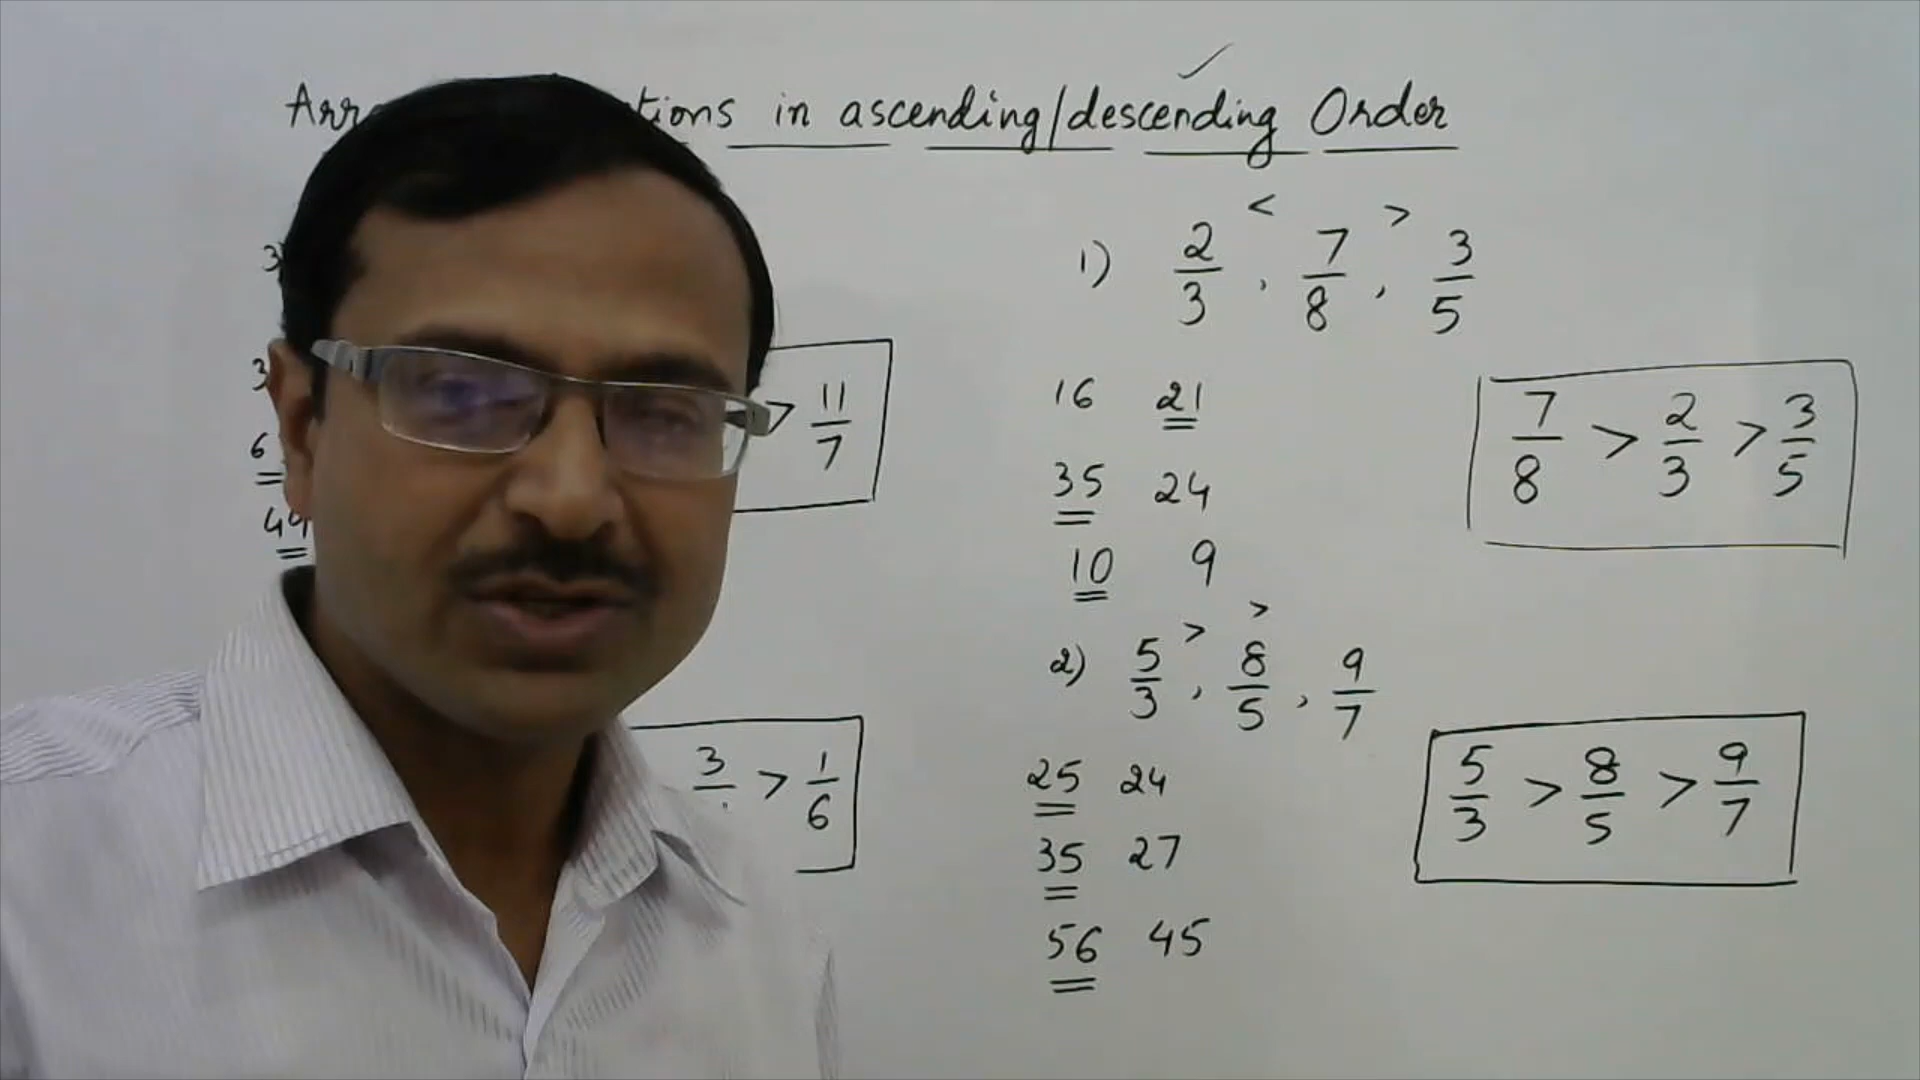 in ascending/descending Order
< >
1) 2/3 , 7/8 , 3/5
16 21
35 24
10 9
7/8 > 2/3 > 3/5
> 11/7
> >
2) 5/3 , 8/5 , 9/7
25 24
35 27
56 45
5/3 > 8/5 > 9/7
> 1/6